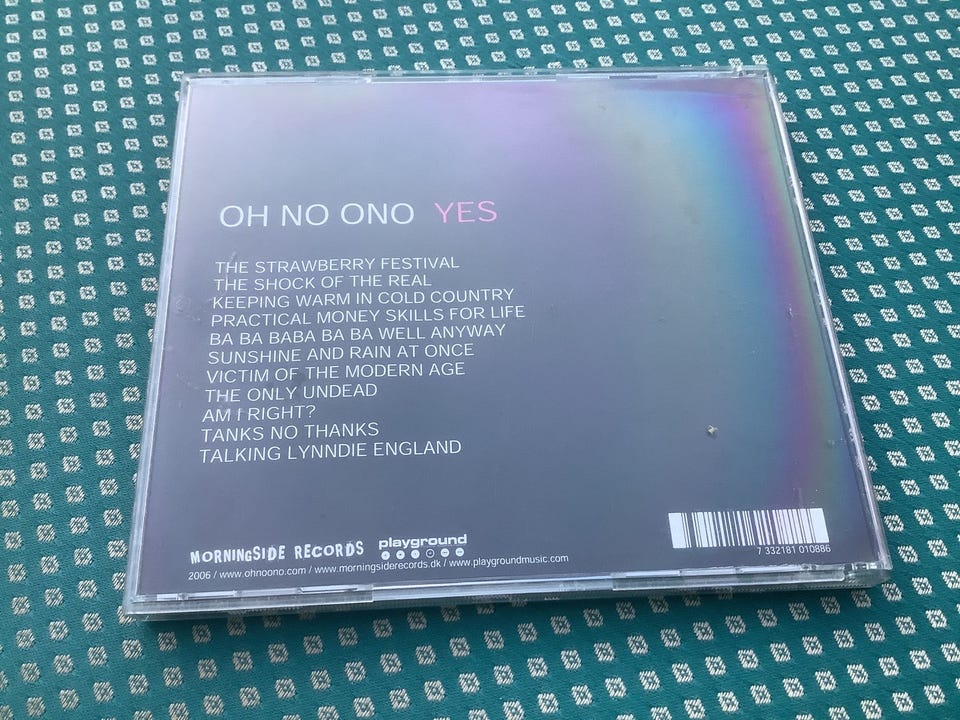 OH NO ONO YES
THE STRAWBERRY FESTIVAL
THE SHOCK OF THE REAL
KEEPING WARM IN COLD COUNTRY
PRACTICAL MONEY SKILLS FOR LIFE
BA BA BABA BA BA WELL ANYWAY
SUNSHINE AND RAIN AT ONCE
VICTIM OF THE MODERN AGE
THE ONLY UNDEAD
AM I RIGHT?
TANKS NO THANKS
TALKING LYNNDIE ENGLAND
MORNINGSIDE RECORDS playground
2006 / www.ohnoono.com / www.morningsiderecords.dk / www.playgroundmusic.com
7 332181 010886